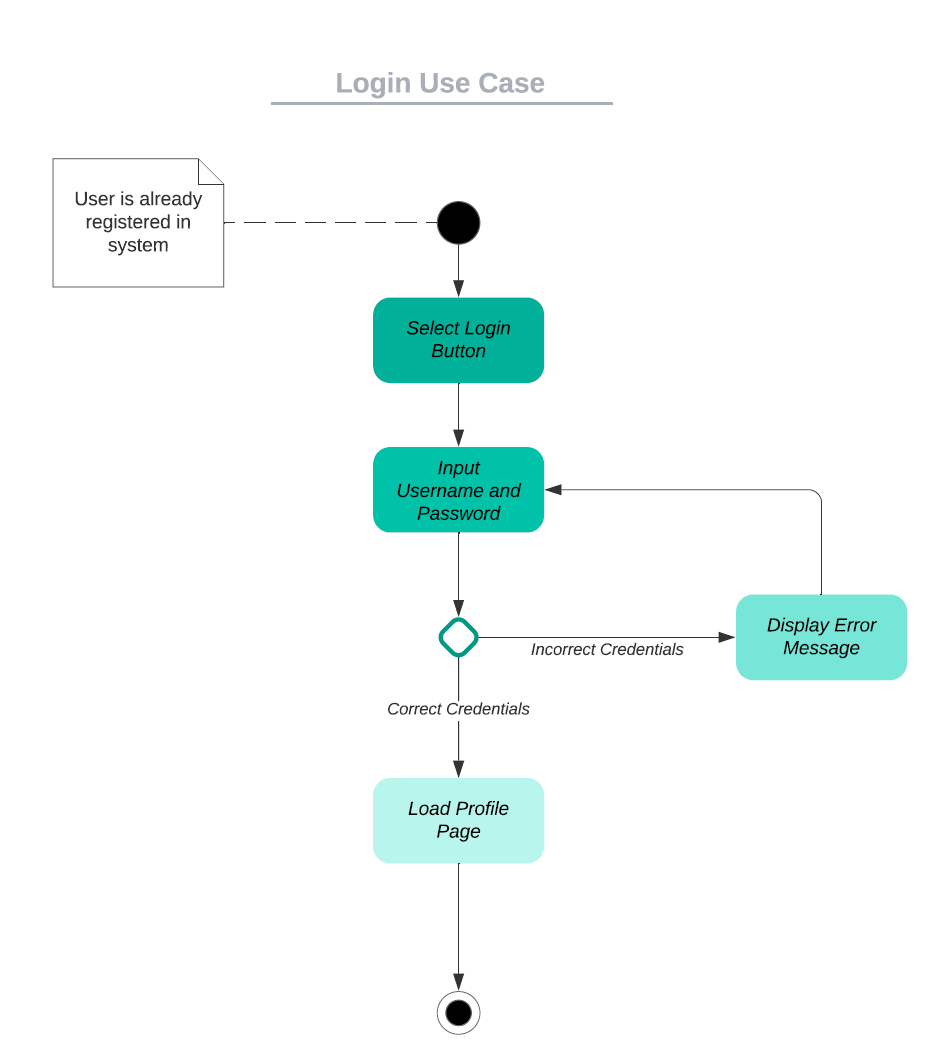 Login Use Case
User is already
registered in
system
Select Login
Button
Input
Username and
Password
Incorrect Credentials
Display Error
Message
Correct Credentials
Load Profile
Page